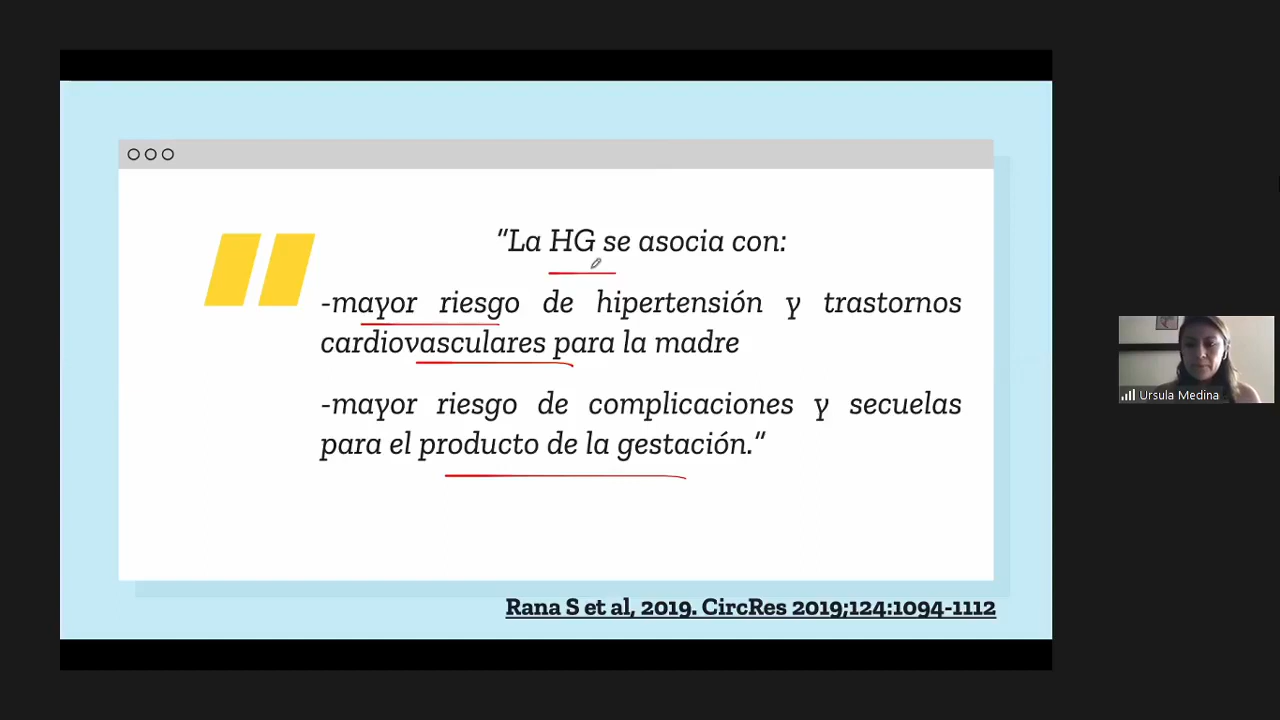 “La HG se asocia con:
-mayor riesgo de hipertensión y trastornos
cardiovasculares para la madre
-mayor riesgo de complicaciones y secuelas
para el producto de la gestación.“
Rana S et al, 2019. CircRes 2019;124:1094-1112
Ursula Medina